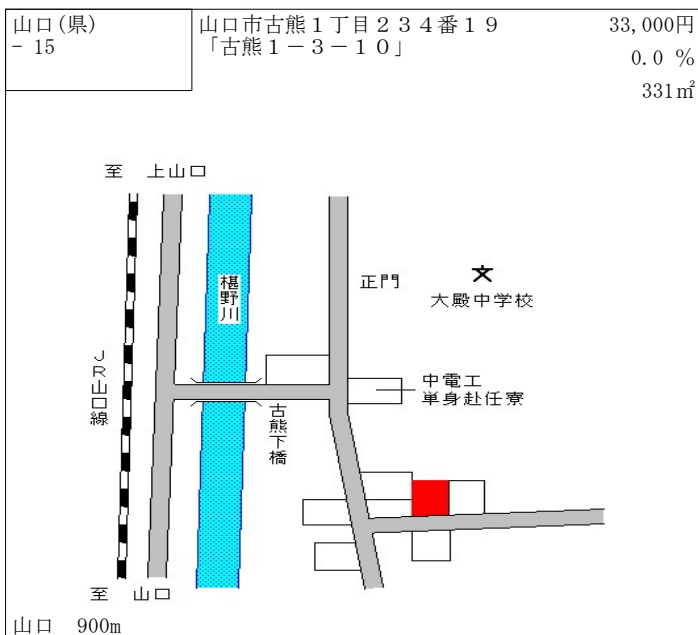 山口(県)
- 15
山口市古熊１丁目２３４番１９
「古熊１－３－１０」
33,000円
0.0 %
331㎡
至 上山口
椹野川
正門
大殿中学校
JR山口線
中電工
単身赴任寮
古熊下橋
至 山口
山口 900m